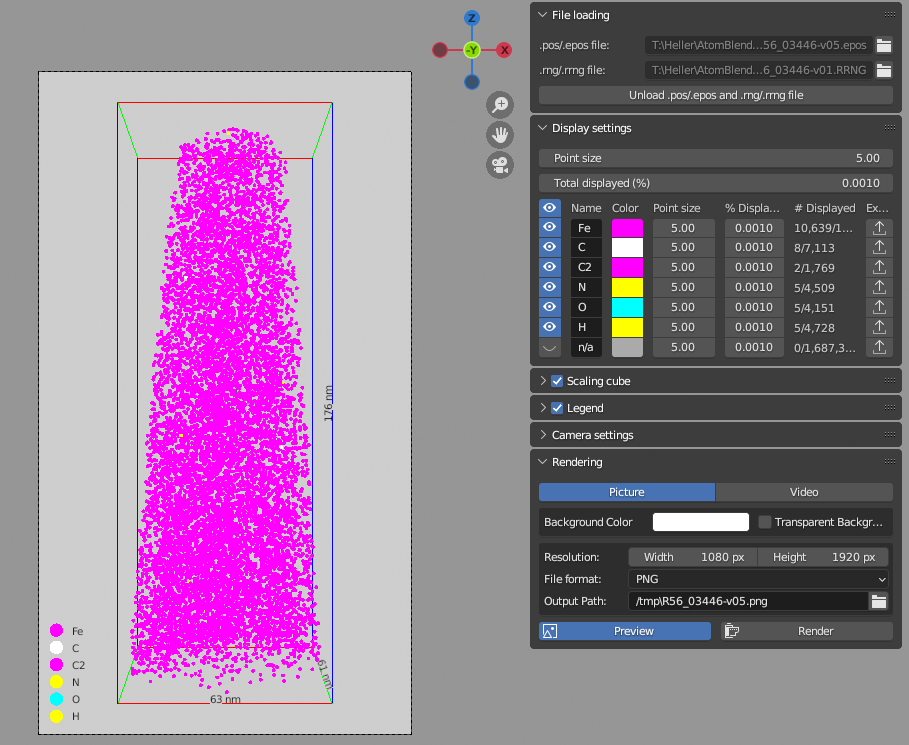 File loading
.pos/.epos file: T:\Heller\AtomBlend...56_03446-v05.epos
.rng/.rrng file: T:\Heller\AtomBlend...6_03446-v01.RRNG
Unload .pos/.epos and .rng/.rrng file
Display settings
Point size 5.00
Total displayed (%) 0.0010
Name Color Point size % Displa... # Displayed Ex...
Fe 5.00 0.0010 10,639/1...
C 5.00 0.0010 8/7,113
C2 5.00 0.0010 2/1,769
N 5.00 0.0010 5/4,509
O 5.00 0.0010 5/4,151
H 5.00 0.0010 5/4,728
n/a 5.00 0.0010 0/1,687,3...
Scaling cube
Legend
Camera settings
Rendering
Picture Video
Background Color Transparent Backgr...
Resolution: Width 1080 px Height 1920 px
File format: PNG
Output Path: /tmp\R56_03446-v05.png
Preview Render
Z
-Y X
176 nm
61 nm
63 nm
Fe
C
C2
N
O
H